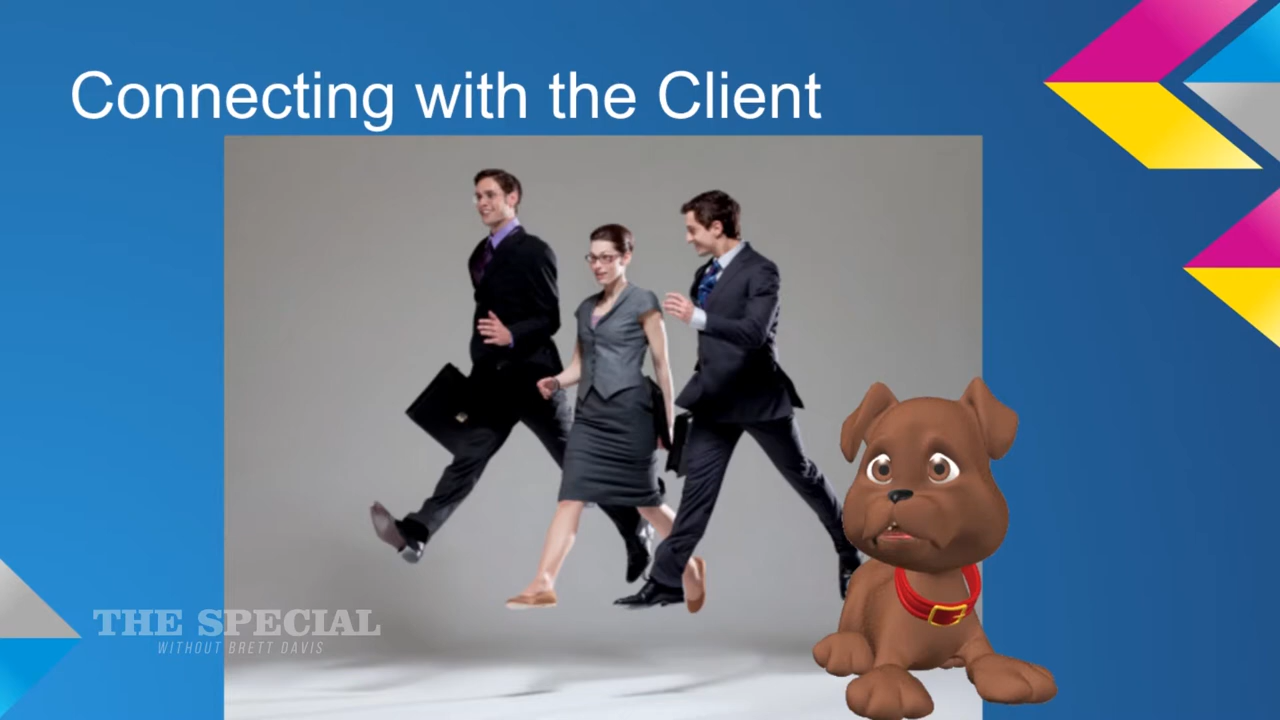 Connecting with the Client
THE SPECIAL
WITHOUT BRETT DAVIS